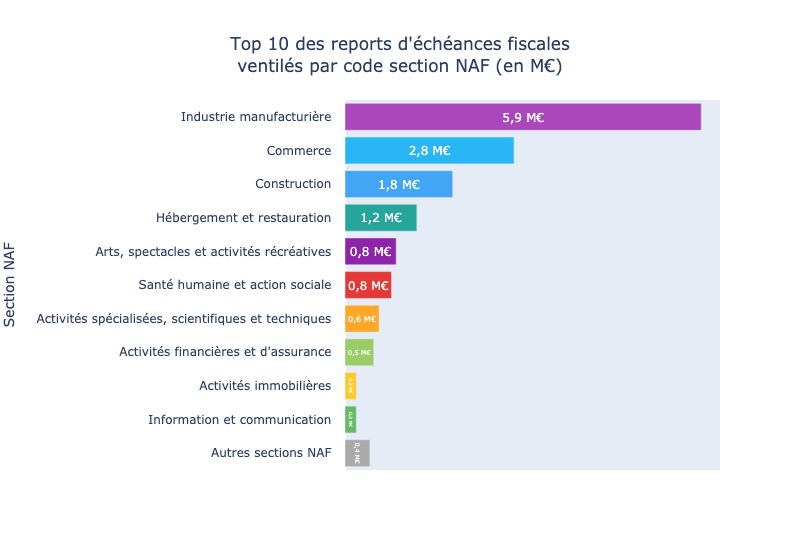 Top 10 des reports d'échéances fiscales
ventilés par code section NAF (en M€)
Section NAF
Industrie manufacturière 5,9 M€
Commerce 2,8 M€
Construction 1,8 M€
Hébergement et restauration 1,2 M€
Arts, spectacles et activités récréatives 0,8 M€
Santé humaine et action sociale 0,8 M€
Activités spécialisées, scientifiques et techniques 0,6 M€
Activités financières et d'assurance 0,5 M€
Activités immobilières
Information et communication 0,2 M€
Autres sections NAF 0,4 M€